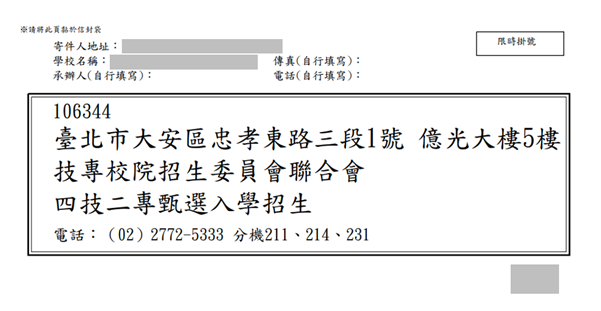 ※請將此頁黏於信封袋
限時掛號
寄件人地址：
學校名稱： 傳真(自行填寫)：
承辦人(自行填寫)： 電話(自行填寫)：
106344
臺北市大安區忠孝東路三段1號 億光大樓5樓
技專校院招生委員會聯合會
四技二專甄選入學招生
電話：（02）2772-5333 分機211、214、231